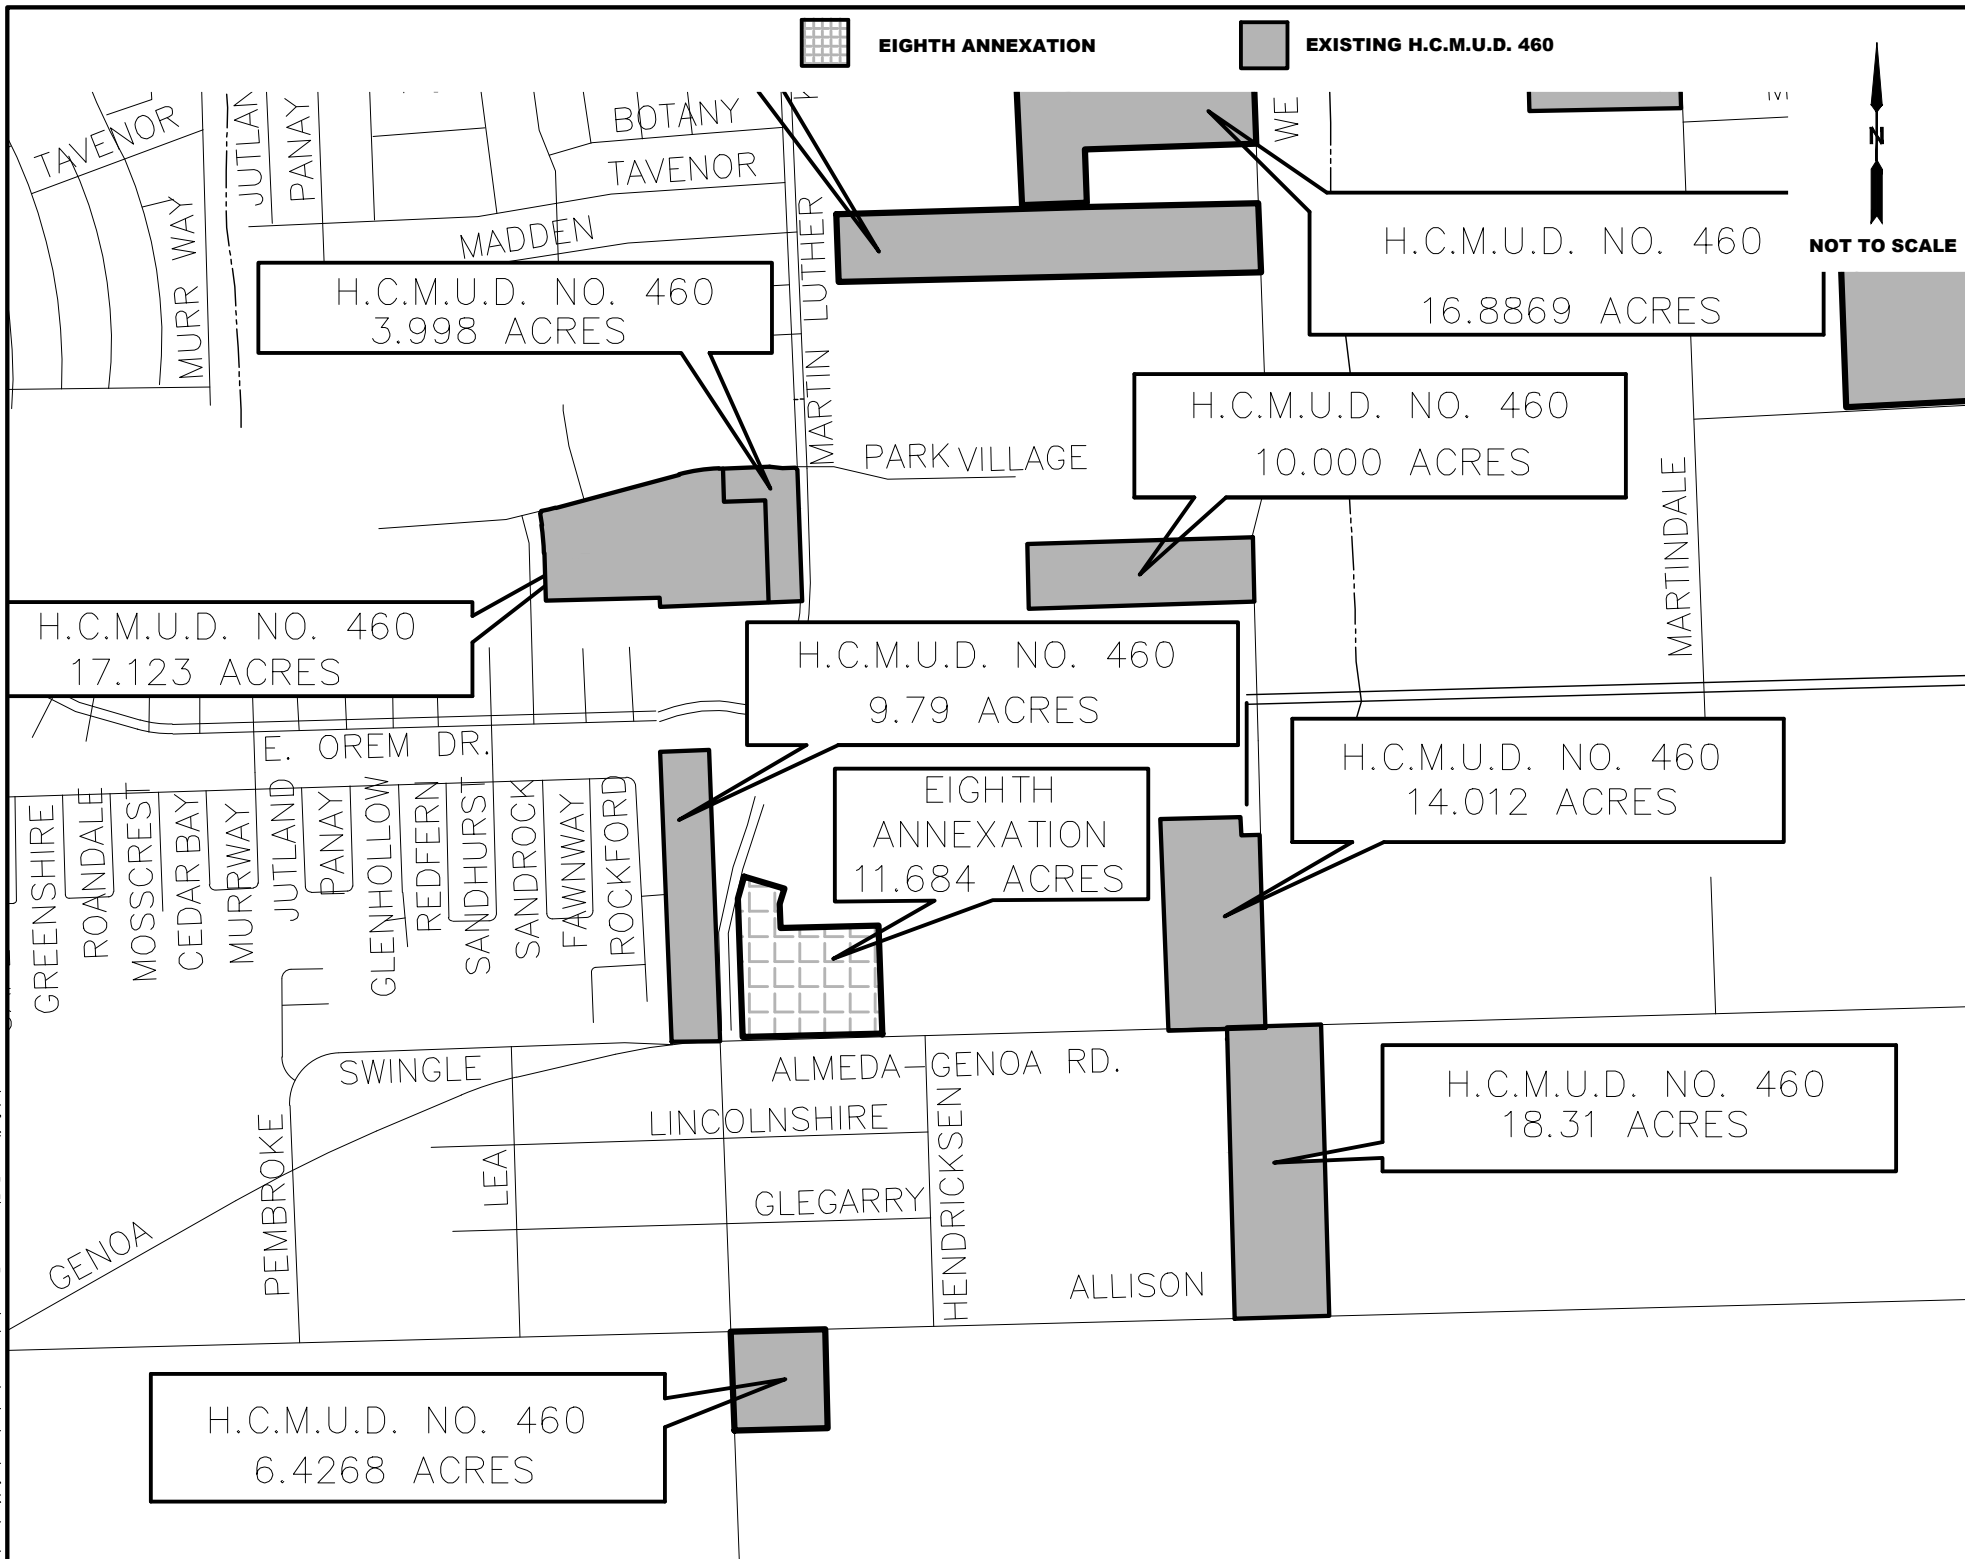 EIGHTH ANNEXATION
EXISTING H.C.M.U.D. 460
N
NOT TO SCALE
TAVENOR
MURR WAY
PANAY
BOTANY
TAVENOR
MADDEN
MARTIN LUTHER
H.C.M.U.D. NO. 460
16.8869 ACRES
H.C.M.U.D. NO. 460
3.998 ACRES
H.C.M.U.D. NO. 460
10.000 ACRES
PARK VILLAGE
MARTINDALE
H.C.M.U.D. NO. 460
17.123 ACRES
H.C.M.U.D. NO. 460
9.79 ACRES
H.C.M.U.D. NO. 460
14.012 ACRES
E. OREM DR.
EIGHTH
ANNEXATION
11.684 ACRES
GREENSHIRE
ROANDALE
MOSSCREST
CEDARBAY
MURRWAY
JUTLAND
PANAY
GLENHOLLOW
REDFERN
SANDHURST
SANDROCK
FAWNWAY
ROCKFORD
SWINGLE
ALMEDA-GENOA RD.
LINCOLNSHIRE
GLEGARRY
LEA
PEMBROKE
GENOA
HENDRICKSEN
ALLISON
H.C.M.U.D. NO. 460
18.31 ACRES
H.C.M.U.D. NO. 460
6.4268 ACRES